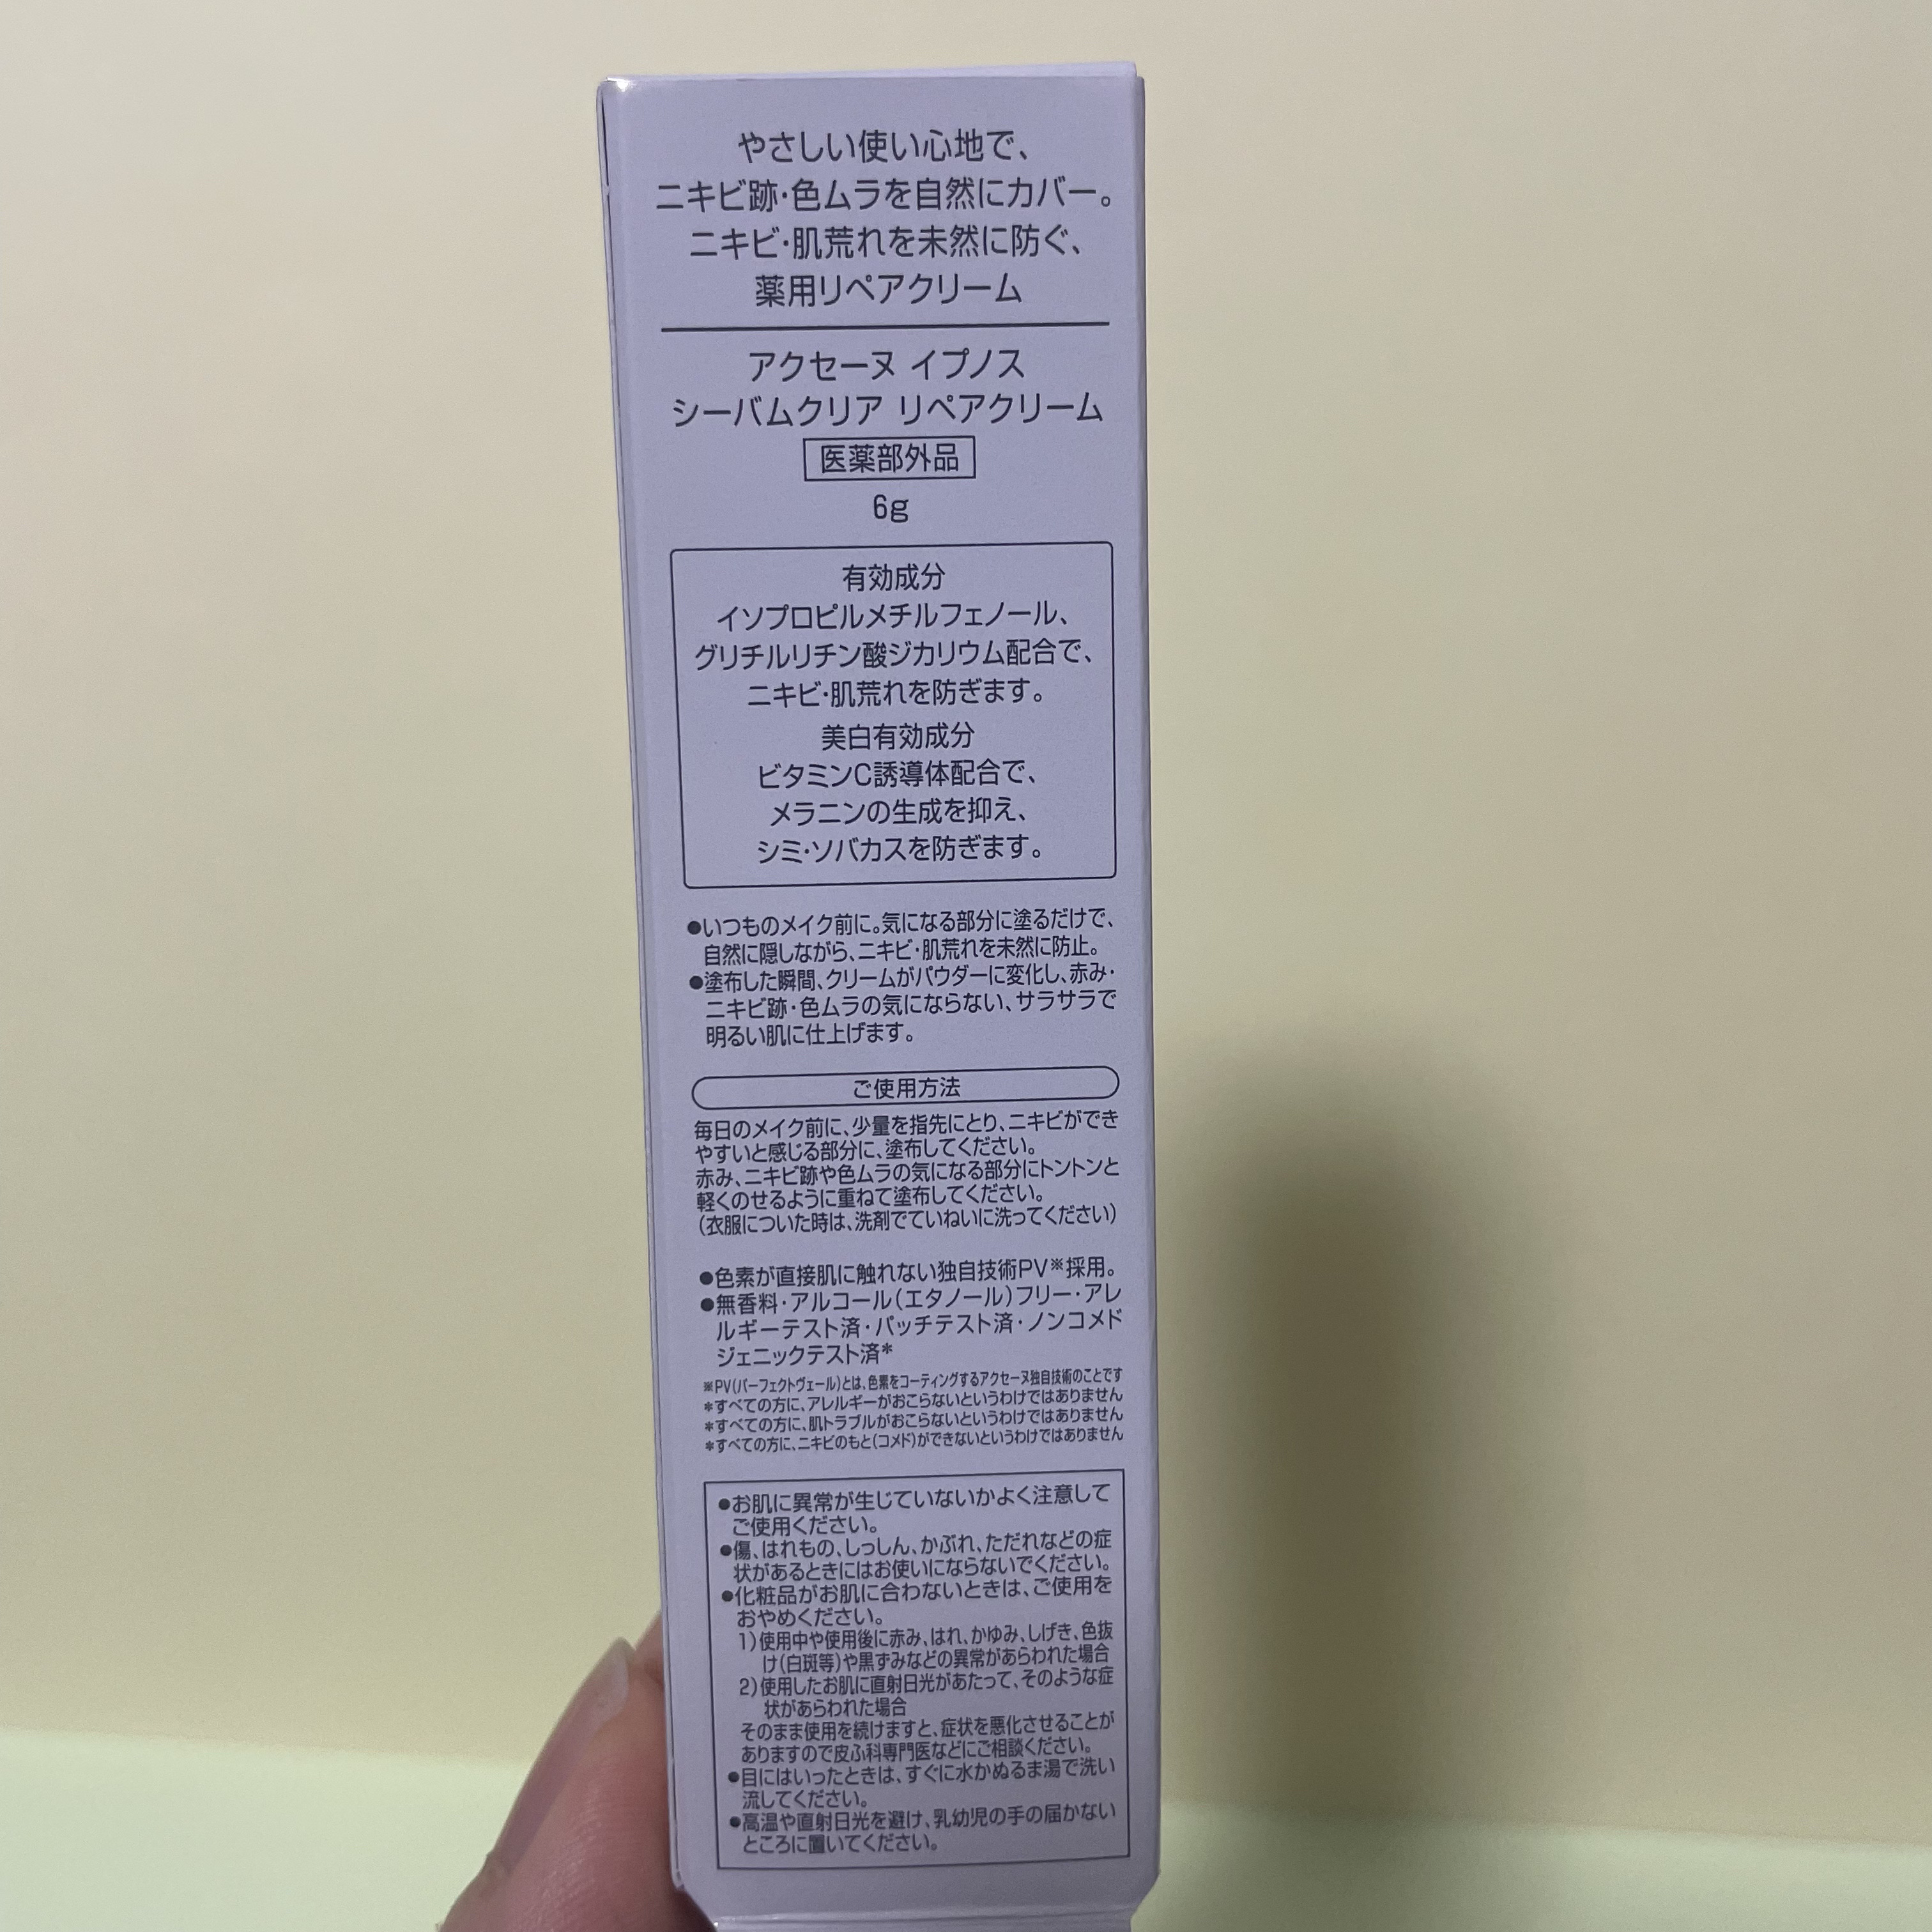 やさしい使い心地で、
ニキビ跡・色ムラを自然にカバー。
ニキビ・肌荒れを未然に防ぐ、
薬用リペアクリーム
アクセーヌ イプノス
シーバムクリア リペアクリーム
医薬部外品
6g
有効成分
イソプロピルメチルフェノール、
グリチルリチン酸ジカリウム配合で、
ニキビ・肌荒れを防ぎます。
美白有効成分
ビタミンC誘導体配合で、
メラニンの生成を抑え、
シミ・ソバカスを防ぎます。
●いつものメイク前に。気になる部分に塗るだけで、
自然に隠しながら、ニキビ・肌荒れを未然に防止。
●塗布した瞬間、クリームがパウダーに変化し、赤み・
ニキビ跡・色ムラの気にならない、サラサラで
明るい肌に仕上げます。
ご使用方法
毎日のメイク前に、少量を指先にとり、ニキビができ
やすいと感じる部分に、塗布してください。
赤み、ニキビ跡や色ムラの気になる部分にトントンと
軽くのせるように重ねて塗布してください。
（衣服についた時は、洗剤でていねいに洗ってください）
●色素が直接肌に触れない独自技術PV※採用。
●無香料・アルコール（エタノール）フリー・アレ
ルギーテスト済・パッチテスト済・ノンコメド
ジェニックテスト済*
※PV（パーフェクトヴェール）とは、色素をコーティングするアクセーヌ独自技術のことです
*すべての方に、アレルギーがおこらないというわけではありません
*すべての方に、肌トラブルがおこらないというわけではありません
*すべての方に、ニキビのもと（コメド）ができないというわけではありません
●お肌に異常が生じていないかよく注意して
ご使用ください。
●傷、はれもの、しっしん、かぶれ、ただれなどの症
状があるときにはお使いにならないでください。
●化粧品がお肌に合わないときは、ご使用を
おやめください。
1）使用中や使用後に赤み、はれ、かゆみ、しげき、色抜
け（白斑等）や黒ずみなどの異常があらわれた場合
2）使用したお肌に直射日光があたって、そのような症
状があらわれた場合
そのまま使用を続けますと、症状を悪化させることが
ありますので皮ふ科専門医などにご相談ください。
●目にはいったときは、すぐに水かぬるま湯で洗い
流してください。
●高温や直射日光を避け、乳幼児の手の届かない
ところに置いてください。